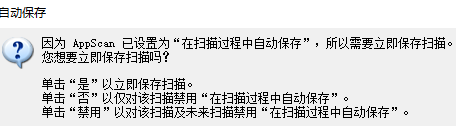 自动保存
因为 AppScan 已设置为“在扫描过程中自动保存”，所以需要立即保存扫描。
您想要立即保存扫描吗？
单击“是”以立即保存扫描。
单击“否”以仅对该扫描禁用“在扫描过程中自动保存”。
单击“禁用”以对该扫描及未来扫描禁用“在扫描过程中自动保存”。